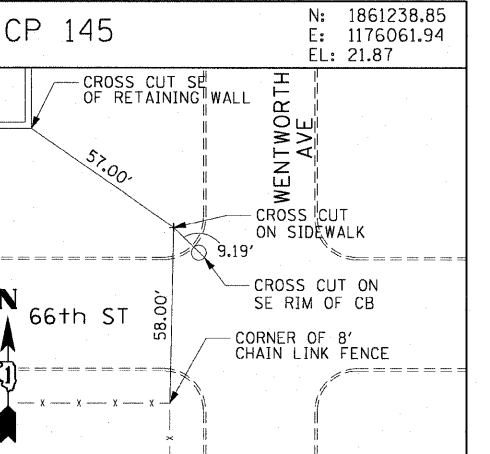 CP 145
N: 1861238.85
E: 1176061.94
EL: 21.87
CROSS CUT SE
OF RETAINING WALL
WENTWORTH
AVE
57.00'
CROSS CUT
ON SIDEWALK
9.19'
CROSS CUT ON
SE RIM OF CB
N
66th ST
58.00'
1
CORNER OF 8'
CHAIN LINK FENCE